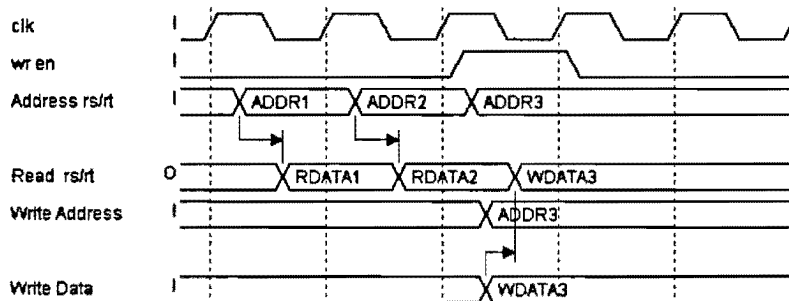 clk I
wr en I
Address rs/rt I ADDR1 ADDR2 ADDR3
Read rs/rt O RDATA1 RDATA2 WDATA3
Write Address I ADDR3
Write Data I WDATA3